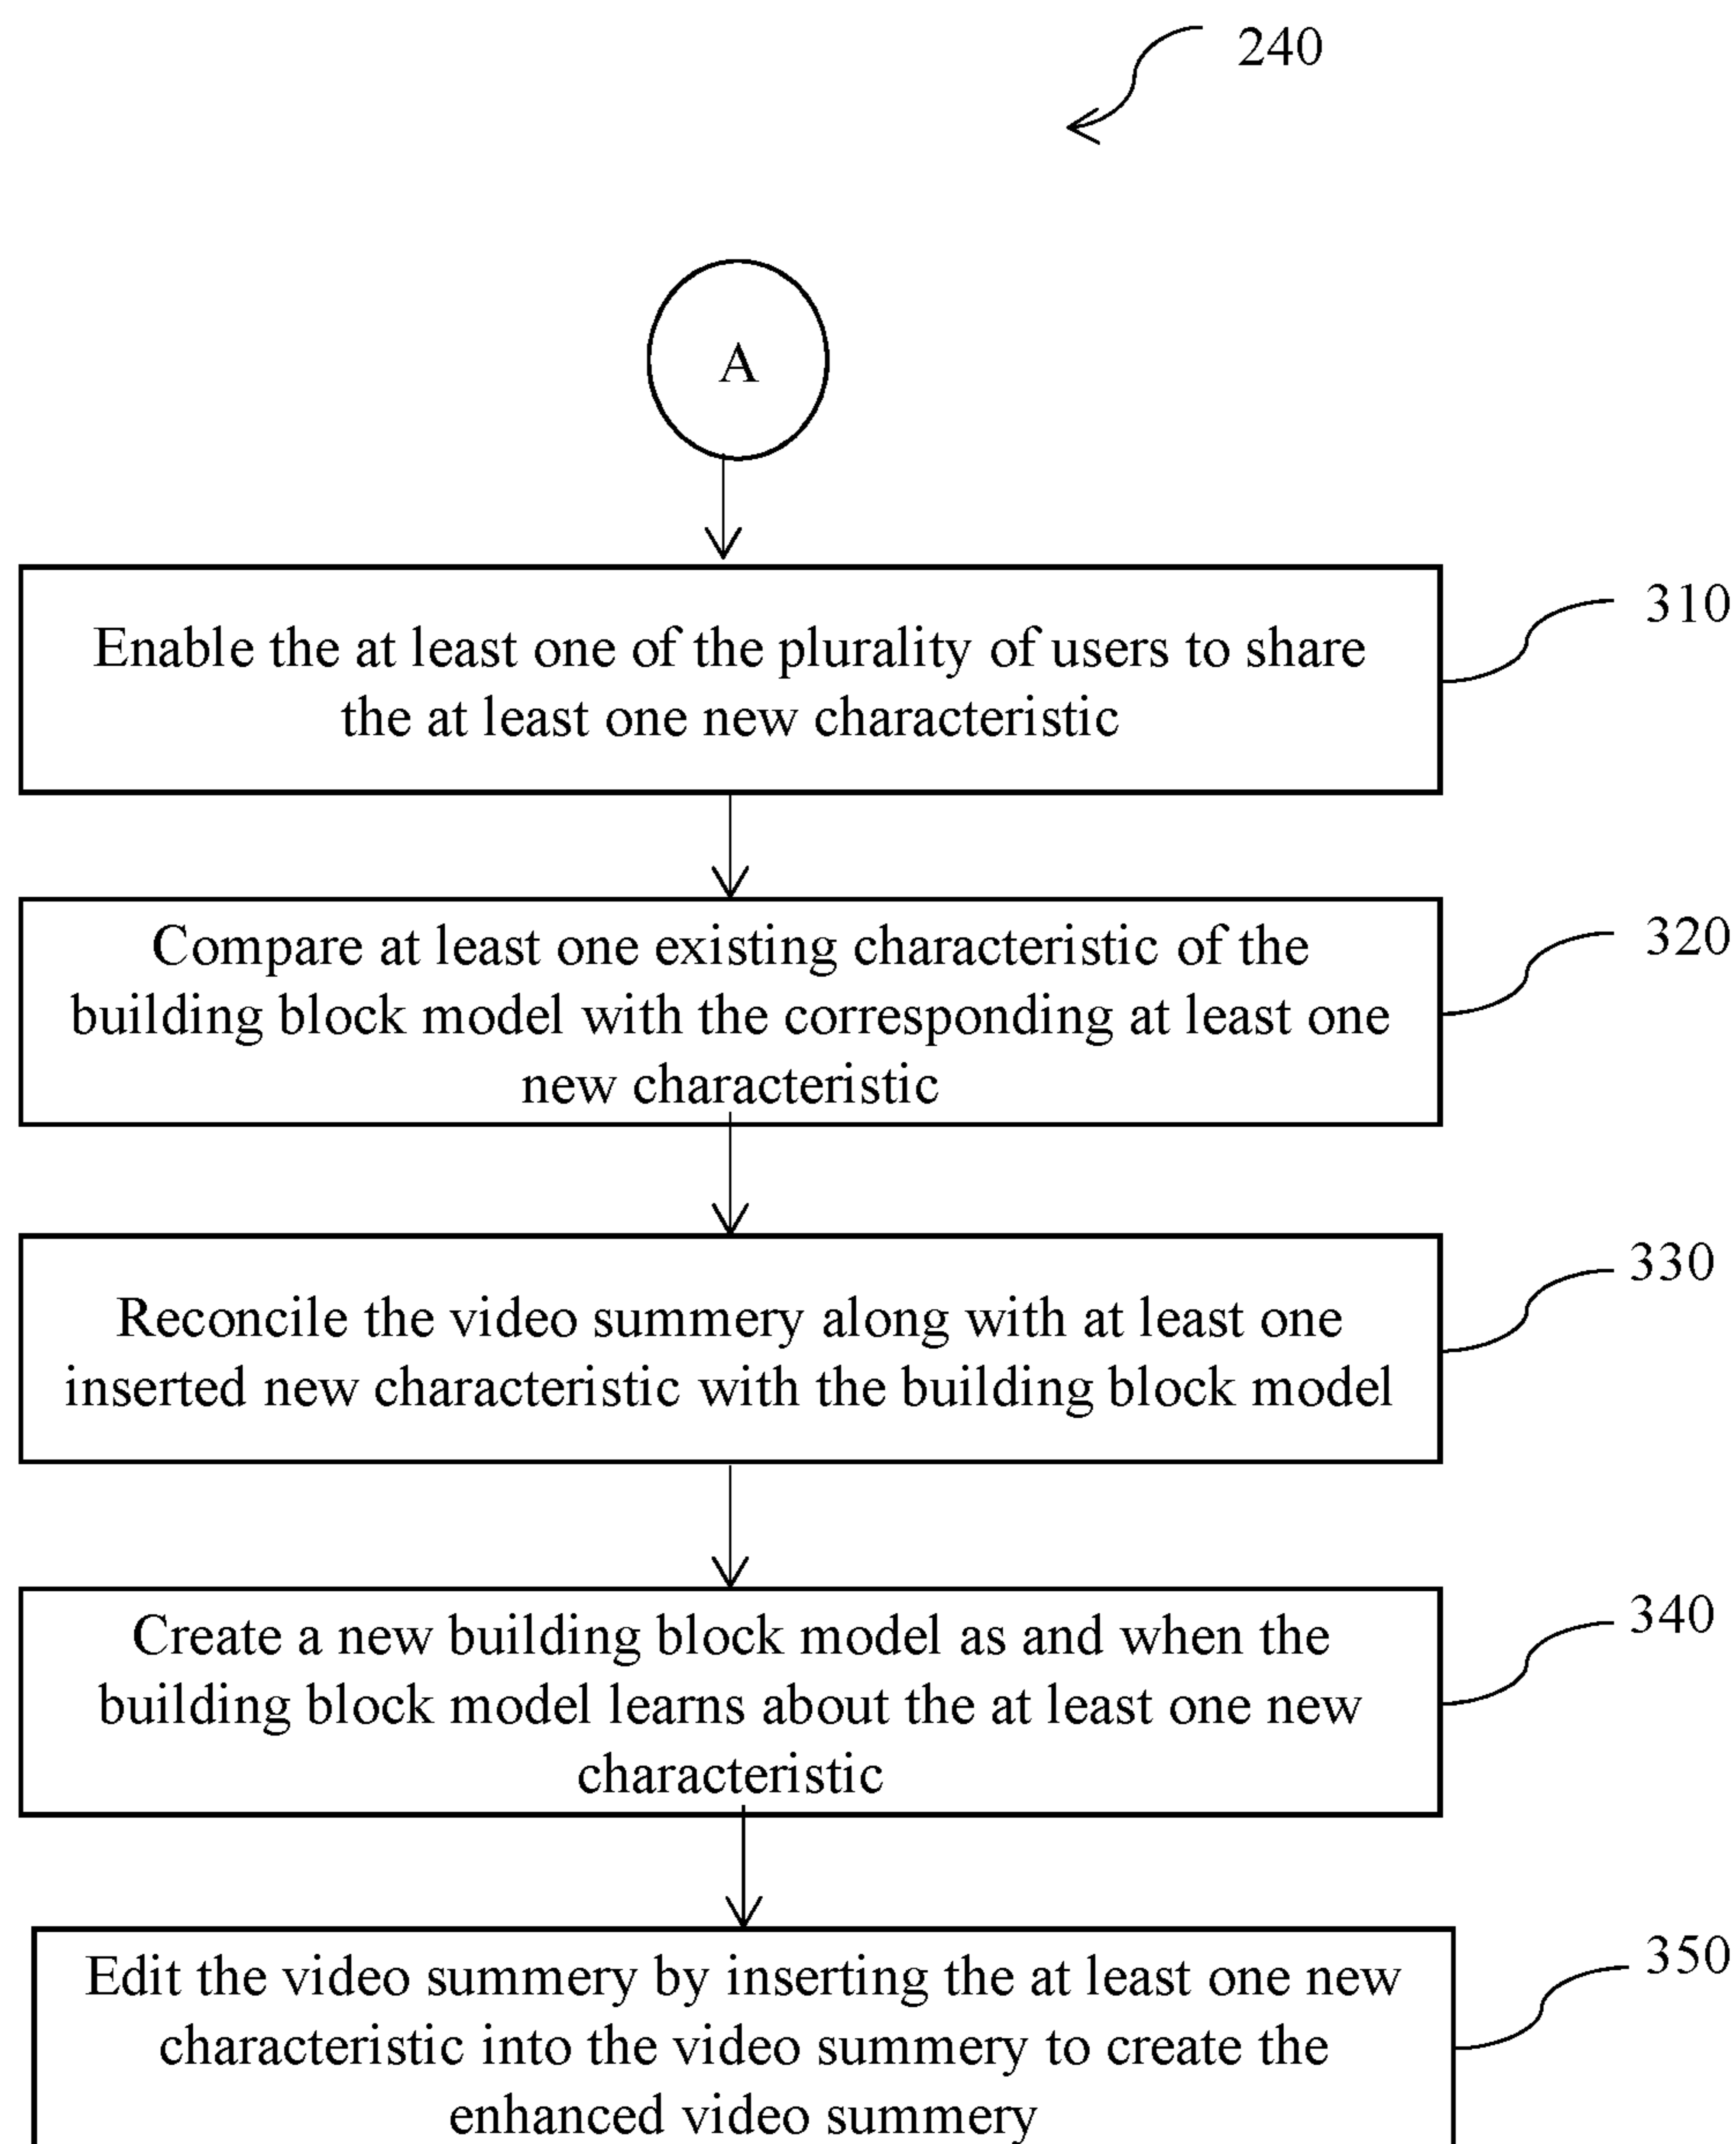 240
A
Enable the at least one of the plurality of users to share
the at least one new characteristic
310
Compare at least one existing characteristic of the
building block model with the corresponding at least one
new characteristic
320
Reconcile the video summery along with at least one
inserted new characteristic with the building block model
330
Create a new building block model as and when the
building block model learns about the at least one new
characteristic
340
Edit the video summery by inserting the at least one new
characteristic into the video summery to create the
enhanced video summery
350